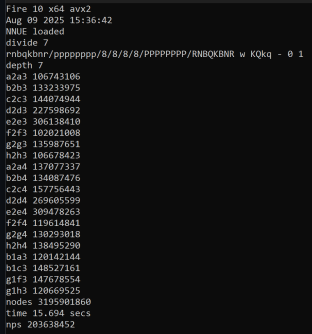 Fire 10 x64 avx2
Aug 09 2025 15:36:42
NNUE loaded
divide 7
rnbqkbnr/pppppppp/8/8/8/8/PPPPPPPP/RNBQKBNR w KQkq - 0 1
depth 7
a2a3 106743106
b2b3 133233975
c2c3 144074944
d2d3 227598692
e2e3 306138410
f2f3 102021008
g2g3 135987651
h2h3 106678423
a2a4 137077337
b2b4 134087476
c2c4 157756443
d2d4 269605599
e2e4 309478263
f2f4 119614841
g2g4 130293018
h2h4 138495290
b1a3 120142144
b1c3 148527161
g1f3 147678554
g1h3 120669525
nodes 3195901860
time 15.694 secs
nps 203638452